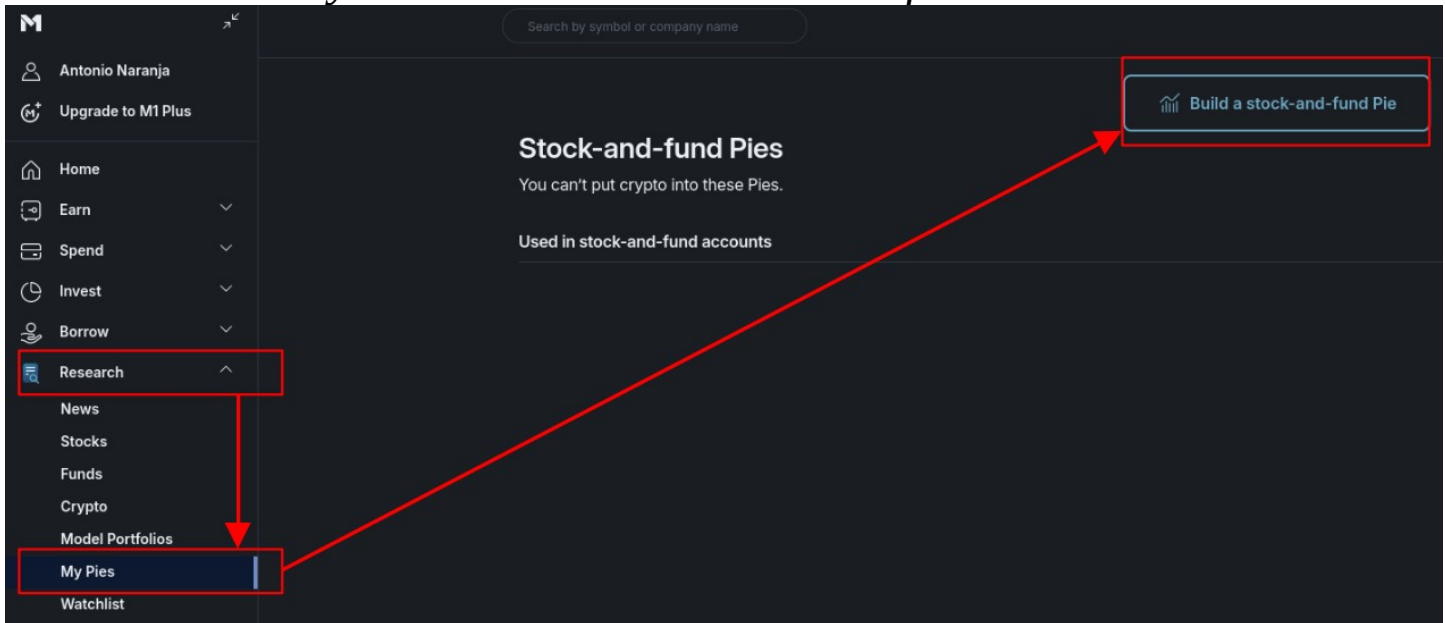 M
Search by symbol or company name
Antonio Naranja
Upgrade to M1 Plus
Build a stock-and-fund Pie
Stock-and-fund Pies
You can't put crypto into these Pies.
Used in stock-and-fund accounts
Home
Earn
Spend
Invest
Borrow
Research
News
Stocks
Funds
Crypto
Model Portfolios
My Pies
Watchlist